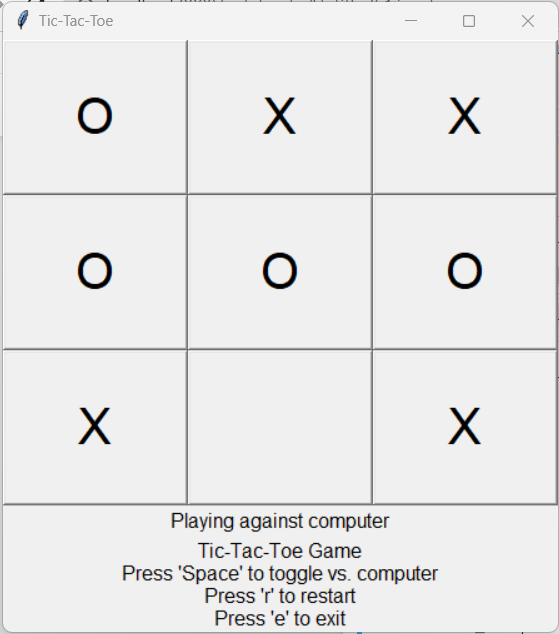 Tic-Tac-Toe
O X X
O O O
X X
Playing against computer
Tic-Tac-Toe Game
Press 'Space' to toggle vs. computer
Press 'r' to restart
Press 'e' to exit